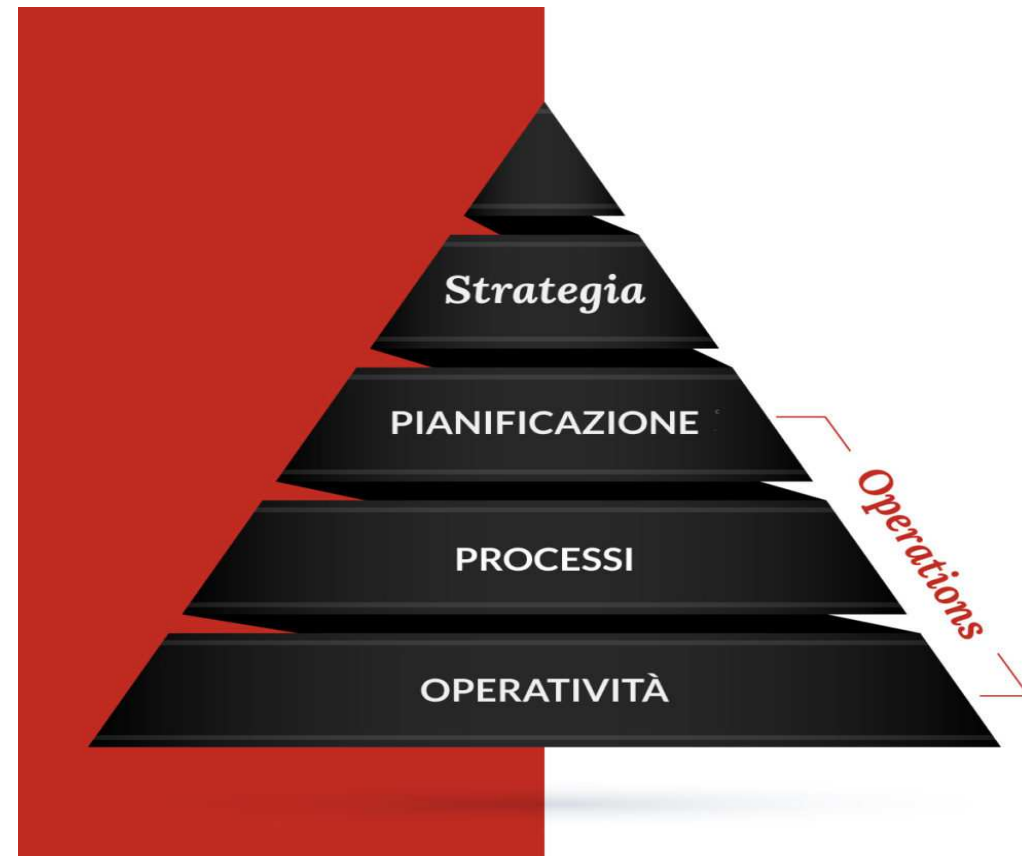 Strategia
PIANIFICAZIONE
Operations
PROCESSI
OPERATIVITÀ